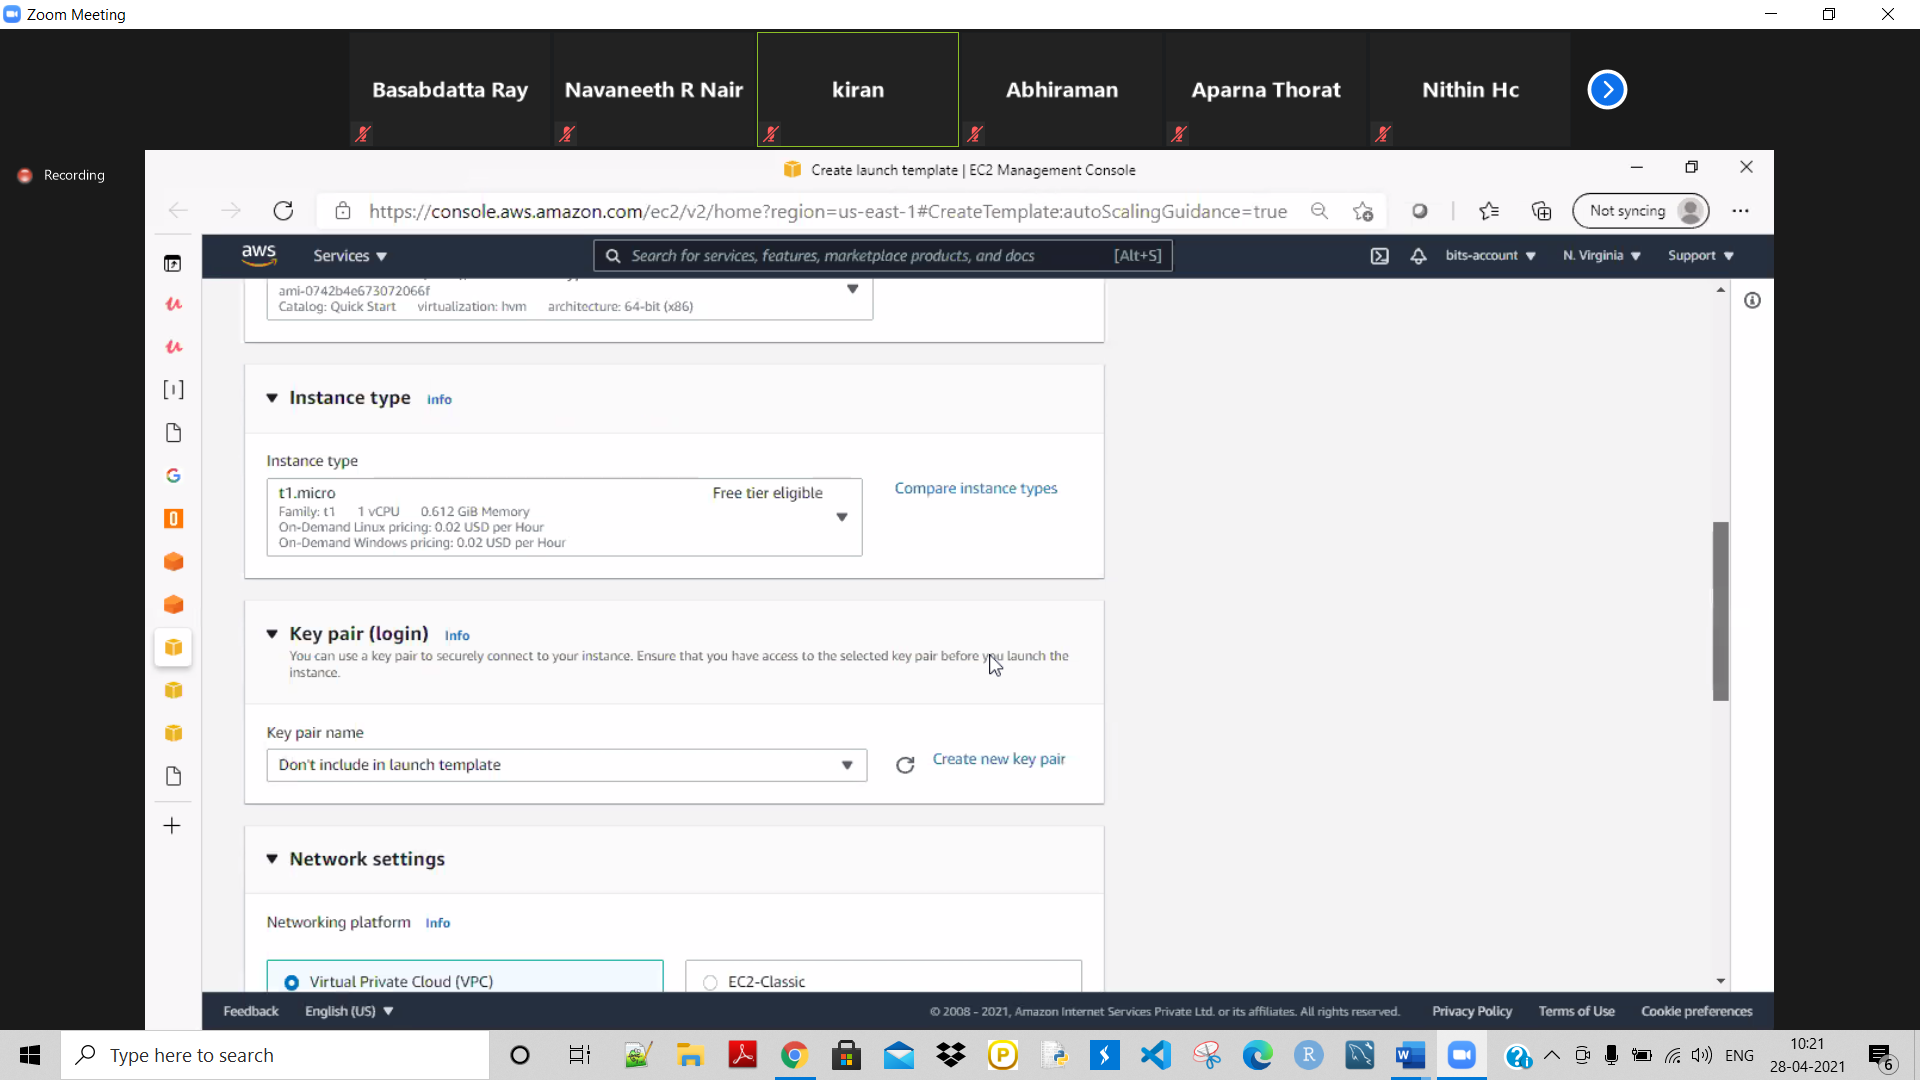 Zoom Meeting
Basabdatta Ray
Navaneeth R Nair
kiran
Abhiraman
Aparna Thorat
Nithin Hc
Recording
Create launch template | EC2 Management Console
https://console.aws.amazon.com/ec2/v2/home?region=us-east-1#CreateTemplate:autoScalingGuidance=true
Not syncing
aws
Services
Search for services, features, marketplace products, and docs
[Alt+S]
bits-account
N. Virginia
Support
ami-0742b4e673072066f
Catalog: Quick Start virtualization: hvm architecture: 64-bit (x86)
Instance type Info
Instance type
t1.micro Free tier eligible
Family: t1 1 vCPU 0.612 GiB Memory
On-Demand Linux pricing: 0.02 USD per Hour
On-Demand Windows pricing: 0.02 USD per Hour
Compare instance types
Key pair (login) Info
You can use a key pair to securely connect to your instance. Ensure that you have access to the selected key pair before you launch the
instance.
Key pair name
Don't include in launch template
Create new key pair
Network settings
Networking platform Info
Virtual Private Cloud (VPC)
EC2-Classic
Feedback
English (US)
© 2008 - 2021, Amazon Internet Services Private Ltd. or its affiliates. All rights reserved.
Privacy Policy
Terms of Use
Cookie preferences
Type here to search
ENG
10:21
28-04-2021
6